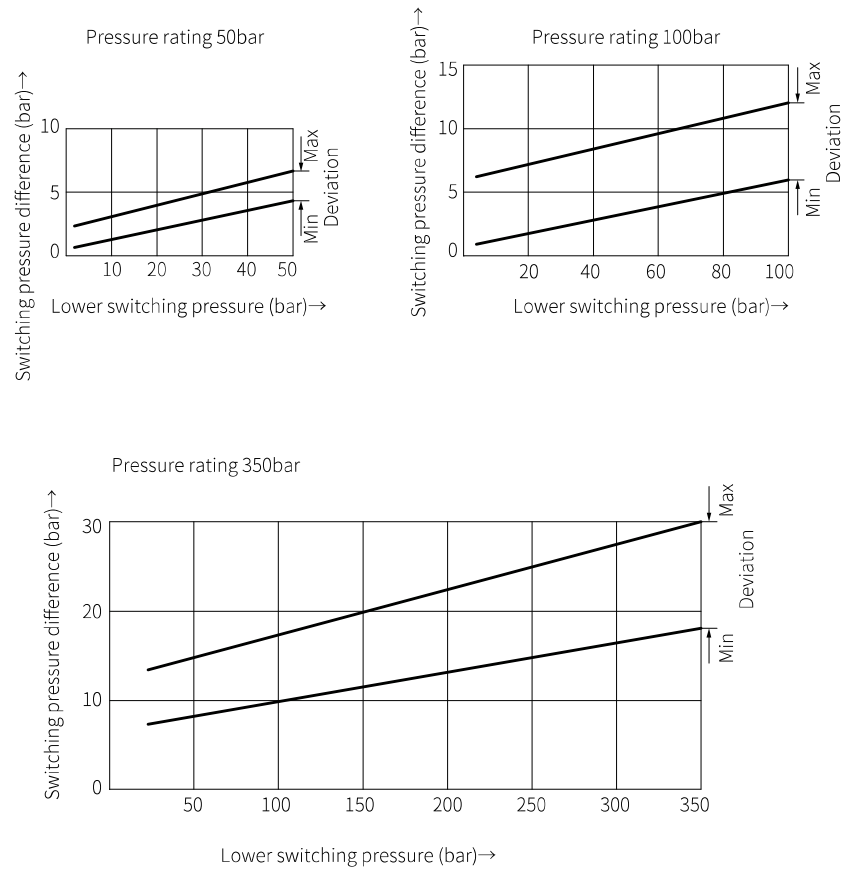 Pressure rating 50bar
Switching pressure difference (bar)→
10
5
0
10 20 30 40 50
Lower switching pressure (bar)→
Max
Min
Deviation
Pressure rating 100bar
Switching pressure difference (bar)→
15
10
5
0
20 40 60 80 100
Lower switching pressure (bar)→
Max
Min
Deviation
Pressure rating 350bar
Switching pressure difference (bar)→
30
20
10
0
50 100 150 200 250 300 350
Lower switching pressure (bar)→
Max
Min
Deviation